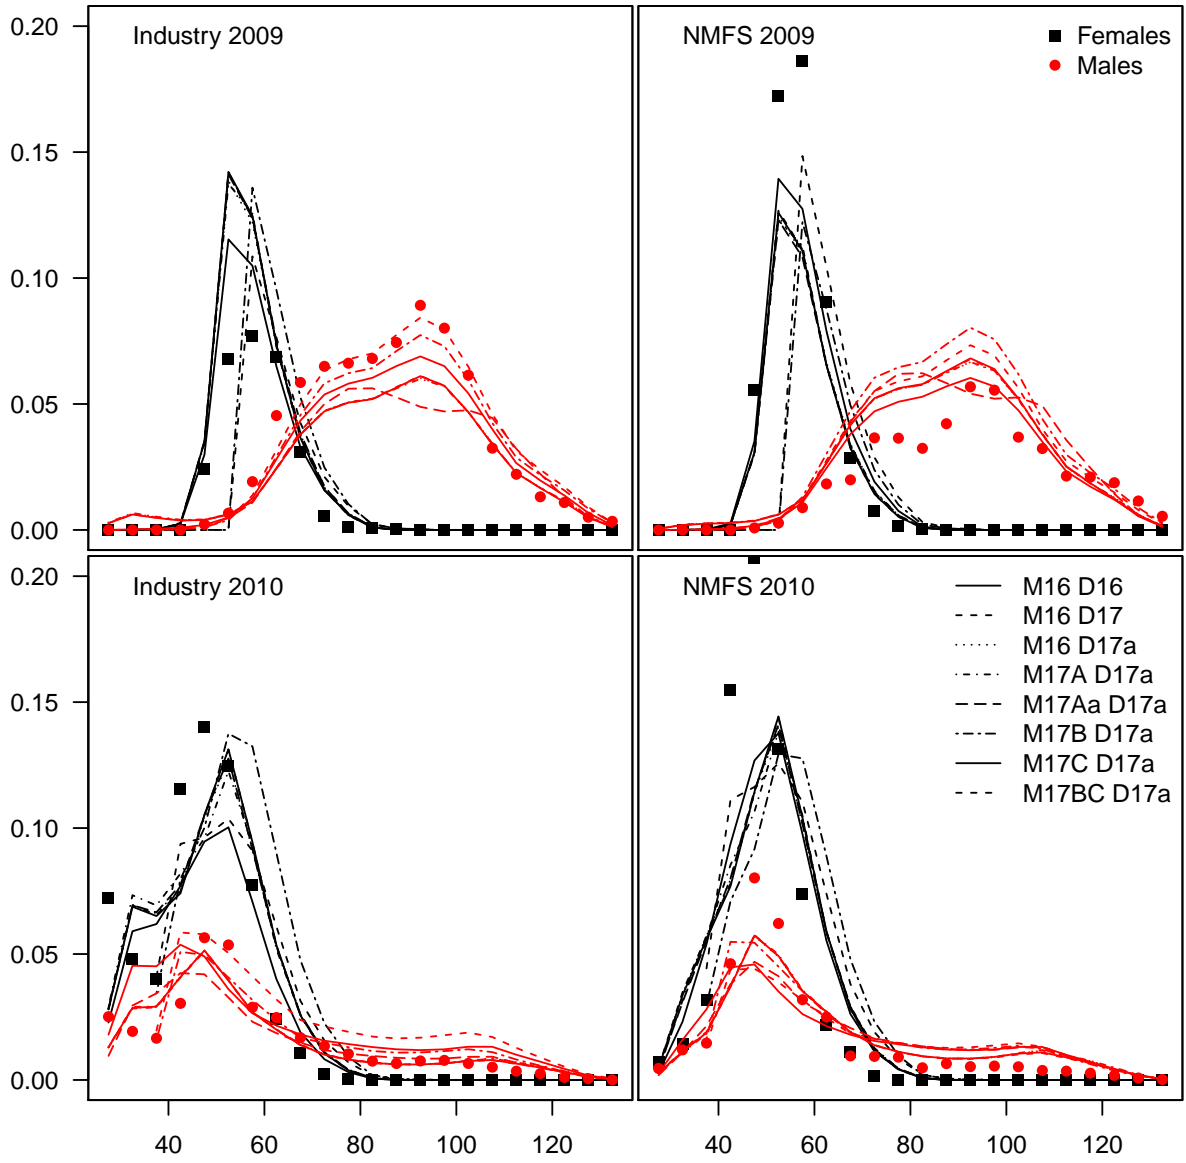 Industry 2009
NMFS 2009
Females
Males
0.20
0.15
0.10
0.05
0.00
Industry 2010
NMFS 2010
M16 D16
M16 D17
M16 D17a
M17A D17a
M17Aa D17a
M17B D17a
M17C D17a
M17BC D17a
0.20
0.15
0.10
0.05
0.00
40 60 80 100 120
40 60 80 100 120